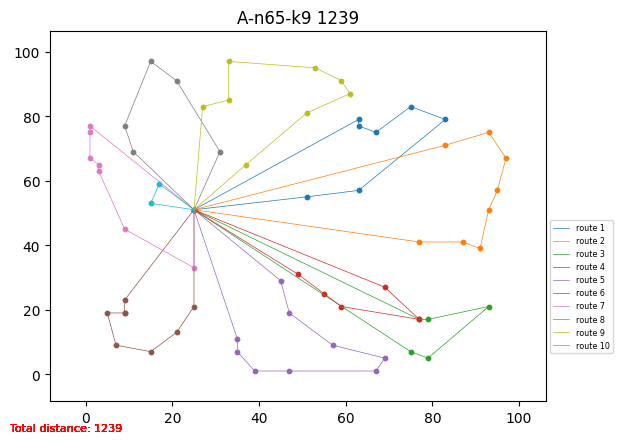 A-n65-k9 1239
100
80
60
40
20
0
0 20 40 60 80 100
route 1
route 2
route 3
route 4
route 5
route 6
route 7
route 8
route 9
route 10
Total distance: 1239